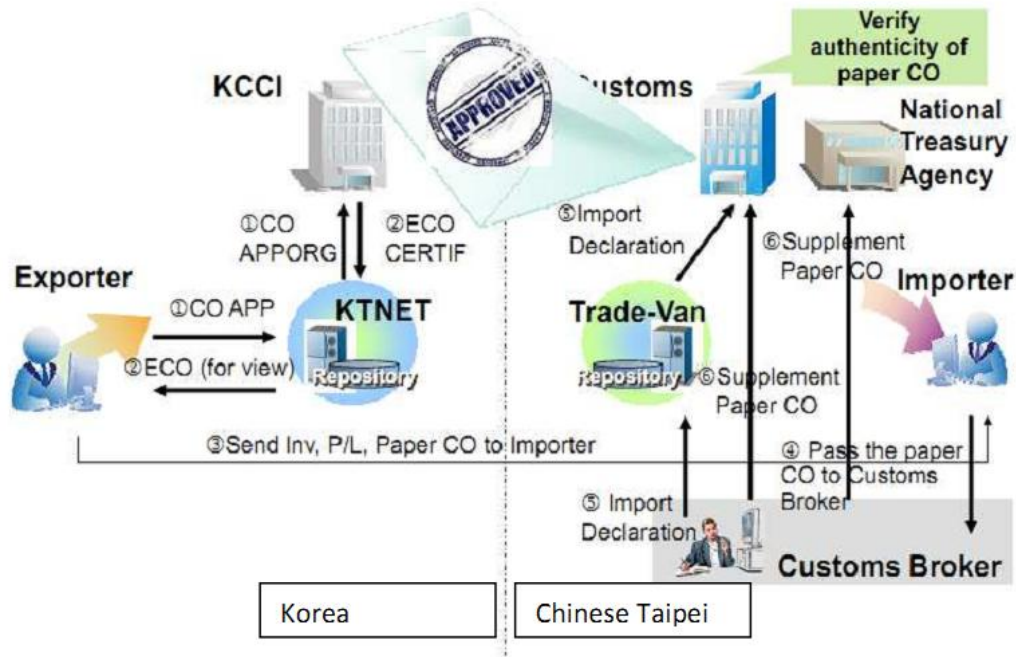 Verify
authenticity of
paper CO
KCCI
APPROVED
ustoms
National
Treasury
Agency
①CO
APPORG
②ECO
CERTIF
⑤Import
Declaration
⑥Supplement
Paper CO
Exporter
①CO APP
KTNET
Trade-Van
Importer
②ECO (for view)
Repository
Repository
⑥Supplement
Paper CO
③Send Inv, P/L, Paper CO to Importer
④ Pass the paper
CO to Customs
Broker
⑤ Import
Declaration
Customs Broker
Korea
Chinese Taipei